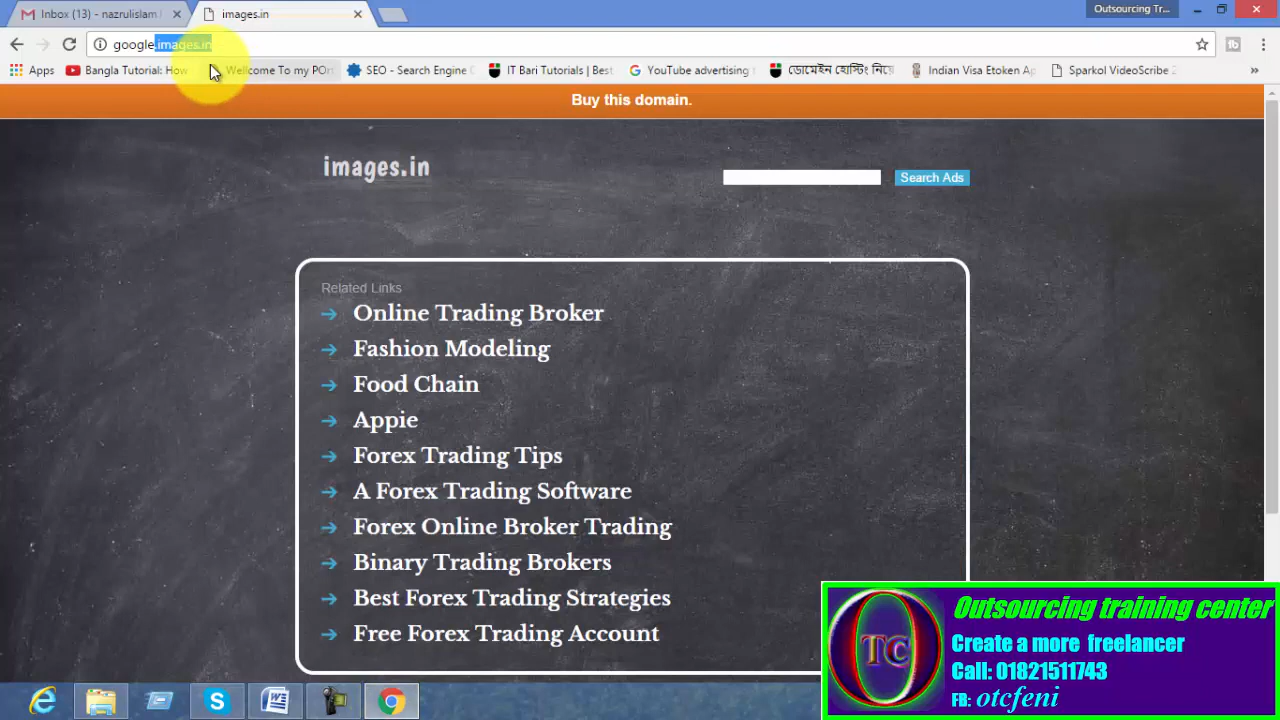 Inbox (13) - nazrulislam
images.in
Outsourcing Tr...
google.images.in
Apps
Bangla Tutorial: How
Wellcome To my POr
SEO - Search Engine
IT Bari Tutorials | Best
YouTube advertising
ডোমেইন হোস্টিং নিয়ে
Indian Visa Etoken Ap
Sparkol VideoScribe 2
»
Buy this domain.
images.in
Search Ads
Related Links
Online Trading Broker
Fashion Modeling
Food Chain
Appie
Forex Trading Tips
A Forex Trading Software
Forex Online Broker Trading
Binary Trading Brokers
Best Forex Trading Strategies
Free Forex Trading Account
OTC
Outsourcing training center
Create a more freelancer
Call: 01821511743
FB: otcfeni